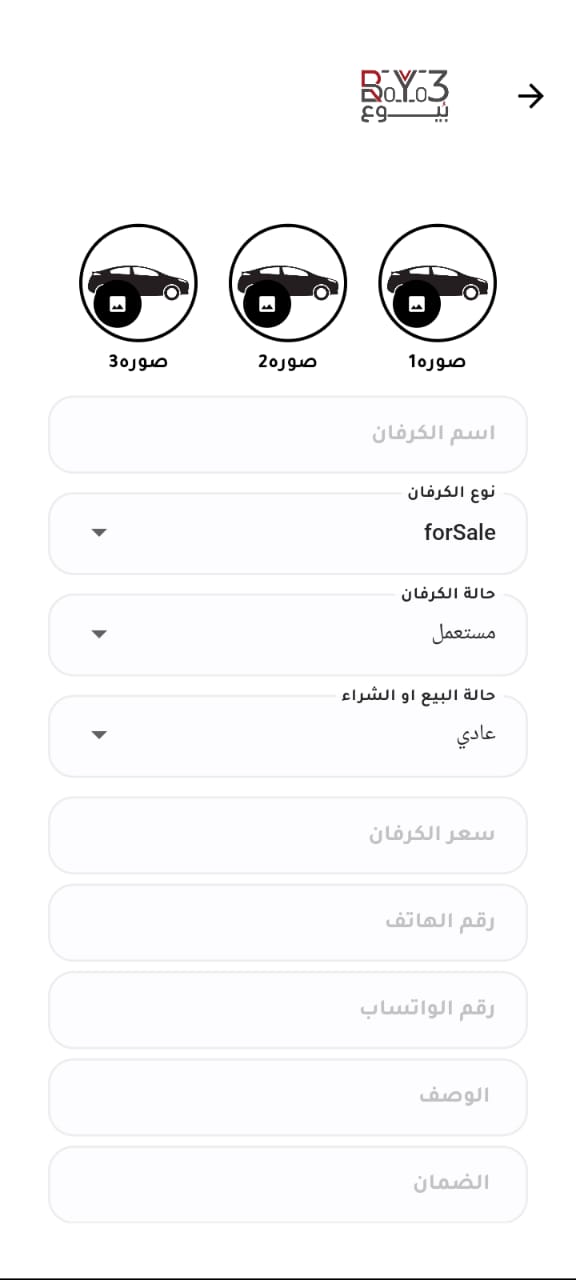 BoYo3
بيـــوع
صوره1 صوره2 صوره3
اسم الكرفان
نوع الكرفان
forSale
حالة الكرفان
مستعمل
حالة البيع او الشراء
عادي
سعر الكرفان
رقم الهاتف
رقم الواتساب
الوصف
الضمان